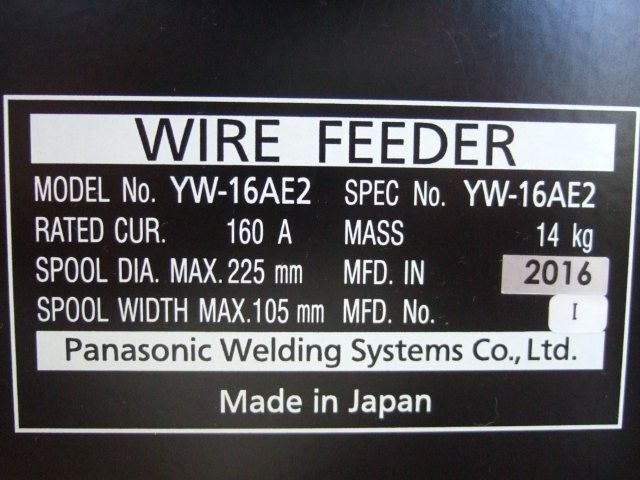 WIRE FEEDER
MODEL No. YW-16AE2 SPEC No. YW-16AE2
RATED CUR. 160 A MASS 14 kg
SPOOL DIA. MAX. 225 mm MFD. IN 2016
SPOOL WIDTH MAX. 105 mm MFD. No. I
Panasonic Welding Systems Co., Ltd.
Made in Japan